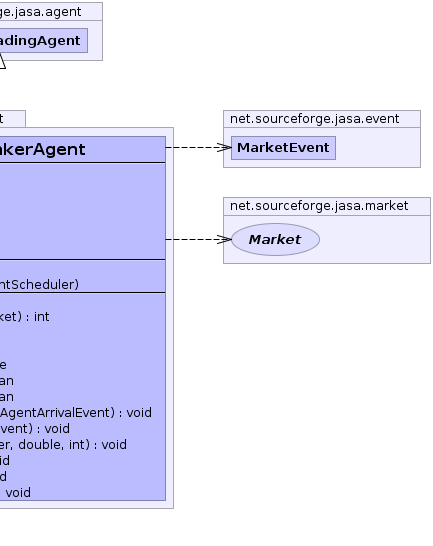 ge.jasa.agent
adingAgent
t
net.sourceforge.jasa.event
kerAgent
MarketEvent
net.sourceforge.jasa.market
Market
ntScheduler)
ket) : int
e
an
an
AgentArrivalEvent) : void
vent) : void
er, double, int) : void
id
d
void